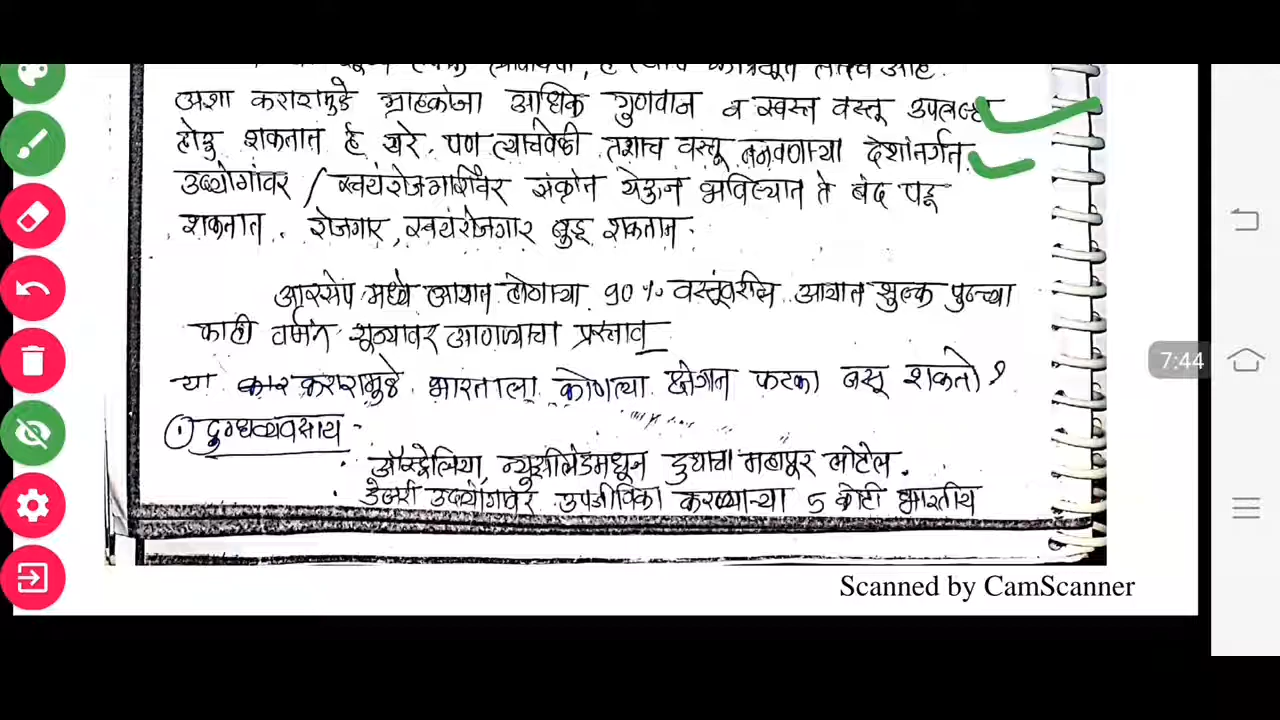 अशा करारामुळे ग्राहकांना अधिक गुणवान व स्वस्त वस्तू उपलब्ध
होवु शकतात हे खरे. पण त्याचवेळी तशाच वस्तू बनवणाऱ्या देशांतर्गत
उद्योगांवर / स्वयंरोजगारांवर संक्रांत येऊन भविष्यात ते बंद पडू
शकतात. रोजगार, स्वयंरोजगार बुडू शकतात.
आरसेप मध्ये आयात होणाऱ्या 90% वस्तूंवरील आयात शुल्क पुढच्या
काही वर्षात शून्यावर आणण्याचा प्रस्ताव
या करारामुळे भारताला कोणत्या क्षेत्रात फटका बसू शकतो?
① दुग्धव्यवसाय -
• ऑस्ट्रेलिया, न्यूझीलंडमधून दुधाचा महापूर लोटेल.
• डेअरी उद्योगावर उपजीविका करणाऱ्या 5 कोटी भारतीय
7:44
Scanned by CamScanner